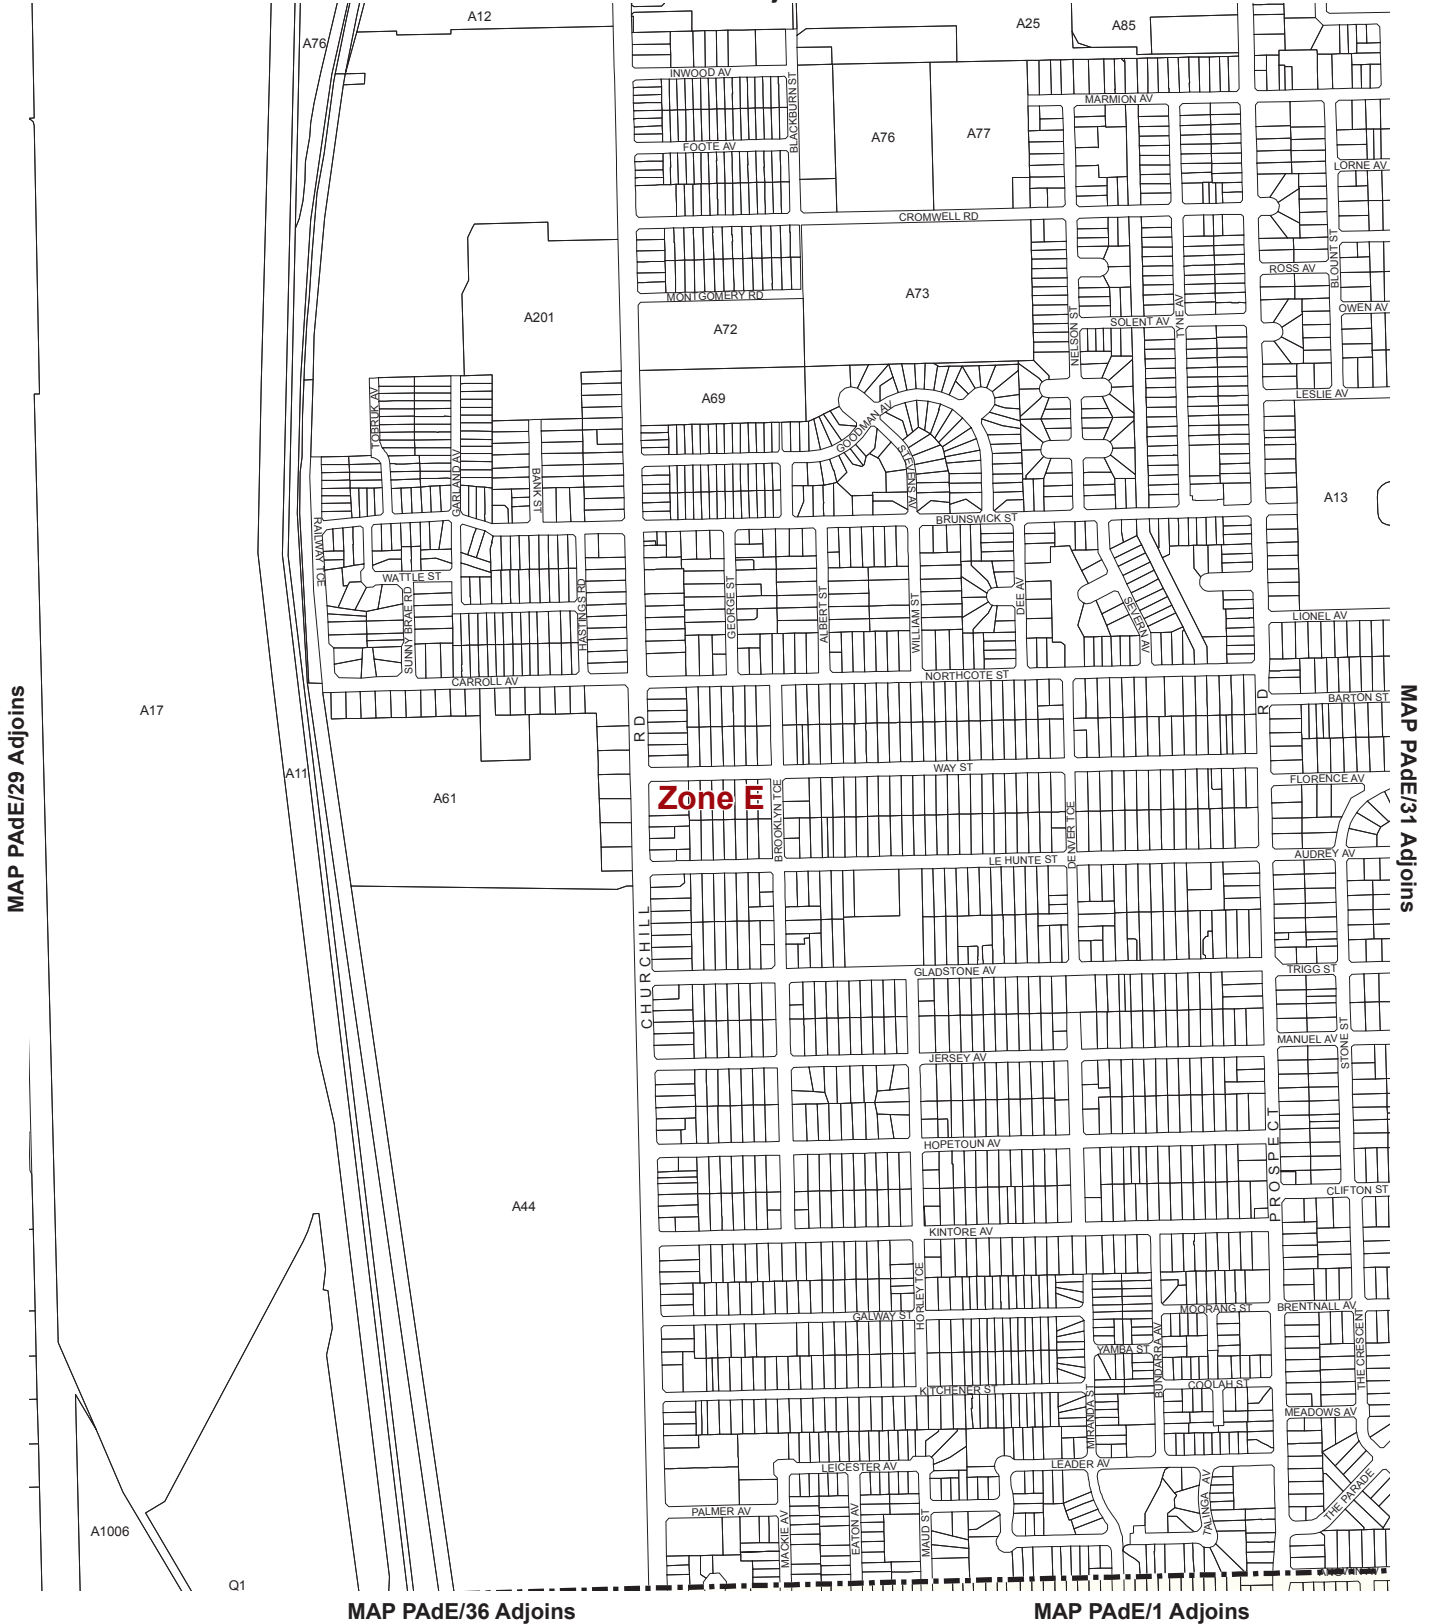 A12
A25
A85
A76
INWOOD AV
MARMION AV
BLACKBURN ST
A76
A77
FOOTE AV
LORNE AV
CROMWELL RD
BLOUNT ST
ROSS AV
MONTGOMERY RD
A73
OWEN AV
A201
A72
NELSON ST
SOLENT AV
TYNE AV
LESLIE AV
A69
TOBRUK AV
GOODMAN AV
STEVENS AV
GARLAND AV
BANK ST
A13
BRUNSWICK ST
RAILWAY TCE
WATTLE ST
SUNNY BRAE RD
HASTINGS RD
GEORGE ST
ALBERT ST
WILLIAM ST
DEE AV
SEVERN AV
LIONEL AV
CARROLL AV
NORTHCOTE ST
BARTON ST
MAP PAdE/29 Adjoins
A17
RD
RD
MAP PAdE/31 Adjoins
WAY ST
A11
FLORENCE AV
A61
Zone E
BROOKLYN TCE
DENVER TCE
LE HUNTE ST
AUDREY AV
CHURCHILL
GLADSTONE AV
TRIGG ST
MANUEL AV
STONE ST
JERSEY AV
PROSPECT
HOPETOUN AV
CLIFTON ST
A44
KINTORE AV
HORLEY TCE
GALWAY ST
MOORANG ST
BRENTNALL AV
YAMBA ST
BUNDARRA AV
THE CRESCENT
COOLAH ST
KITCHENER ST
MIRANDA ST
MEADOWS AV
LEICESTER AV
LEADER AV
TALINGA AV
THE PARADE
PALMER AV
MACKIE AV
EATON AV
MAUD ST
A1006
Q1
MAP PAdE/36 Adjoins
MAP PAdE/1 Adjoins